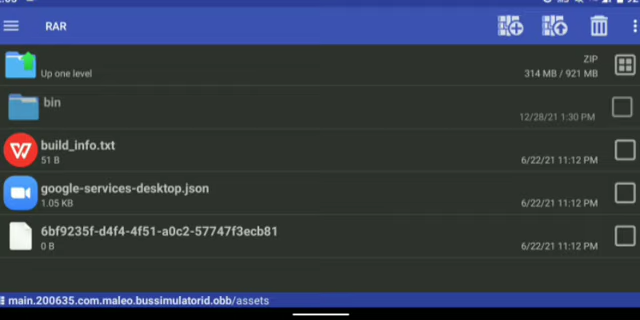 RAR
ZIP
Up one level
314 MB / 921 MB
bin
12/28/21 1:30 PM
build_info.txt
51 B
6/22/21 11:12 PM
google-services-desktop.json
1.05 KB
6/22/21 11:12 PM
6bf9235f-d4f4-4f51-a0c2-57747f3ecb81
0 B
6/22/21 11:12 PM
main.200635.com.maleo.bussimulatorid.obb/assets